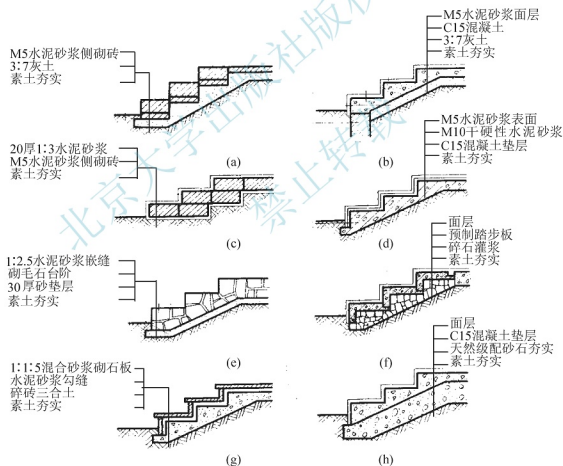 M5水泥砂浆侧砌砖
3∶7灰土
素土夯实
(a)
M5水泥砂浆面层
C15混凝土
3∶7灰土
素土夯实
(b)
20厚1∶3水泥砂浆
M5水泥砂浆侧砌砖
素土夯实
(c)
M5水泥砂浆表面
M10干硬性水泥砂浆
C15混凝土垫层
素土夯实
(d)
1∶2.5水泥砂浆嵌缝
砌毛石台阶
30厚砂垫层
素土夯实
(e)
面层
预制踏步板
碎石灌浆
素土夯实
(f)
1∶1∶5混合砂浆砌石板
水泥砂浆勾缝
碎砖三合土
素土夯实
(g)
面层
C15混凝土垫层
天然级配砂石夯实
素土夯实
(h)
北京大学出版社版权
禁止转载